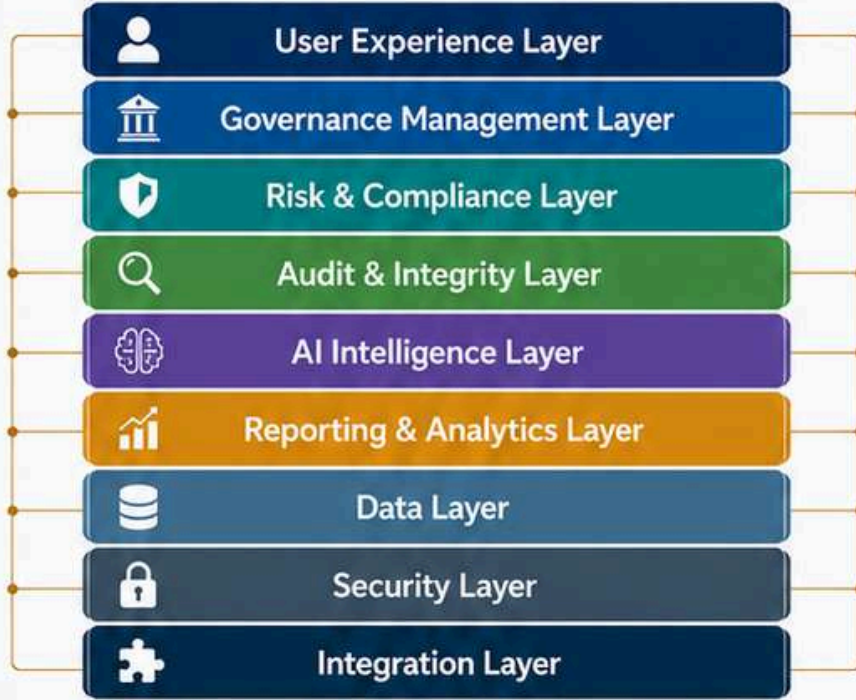 User Experience Layer
Governance Management Layer
Risk & Compliance Layer
Audit & Integrity Layer
AI Intelligence Layer
Reporting & Analytics Layer
Data Layer
Security Layer
Integration Layer